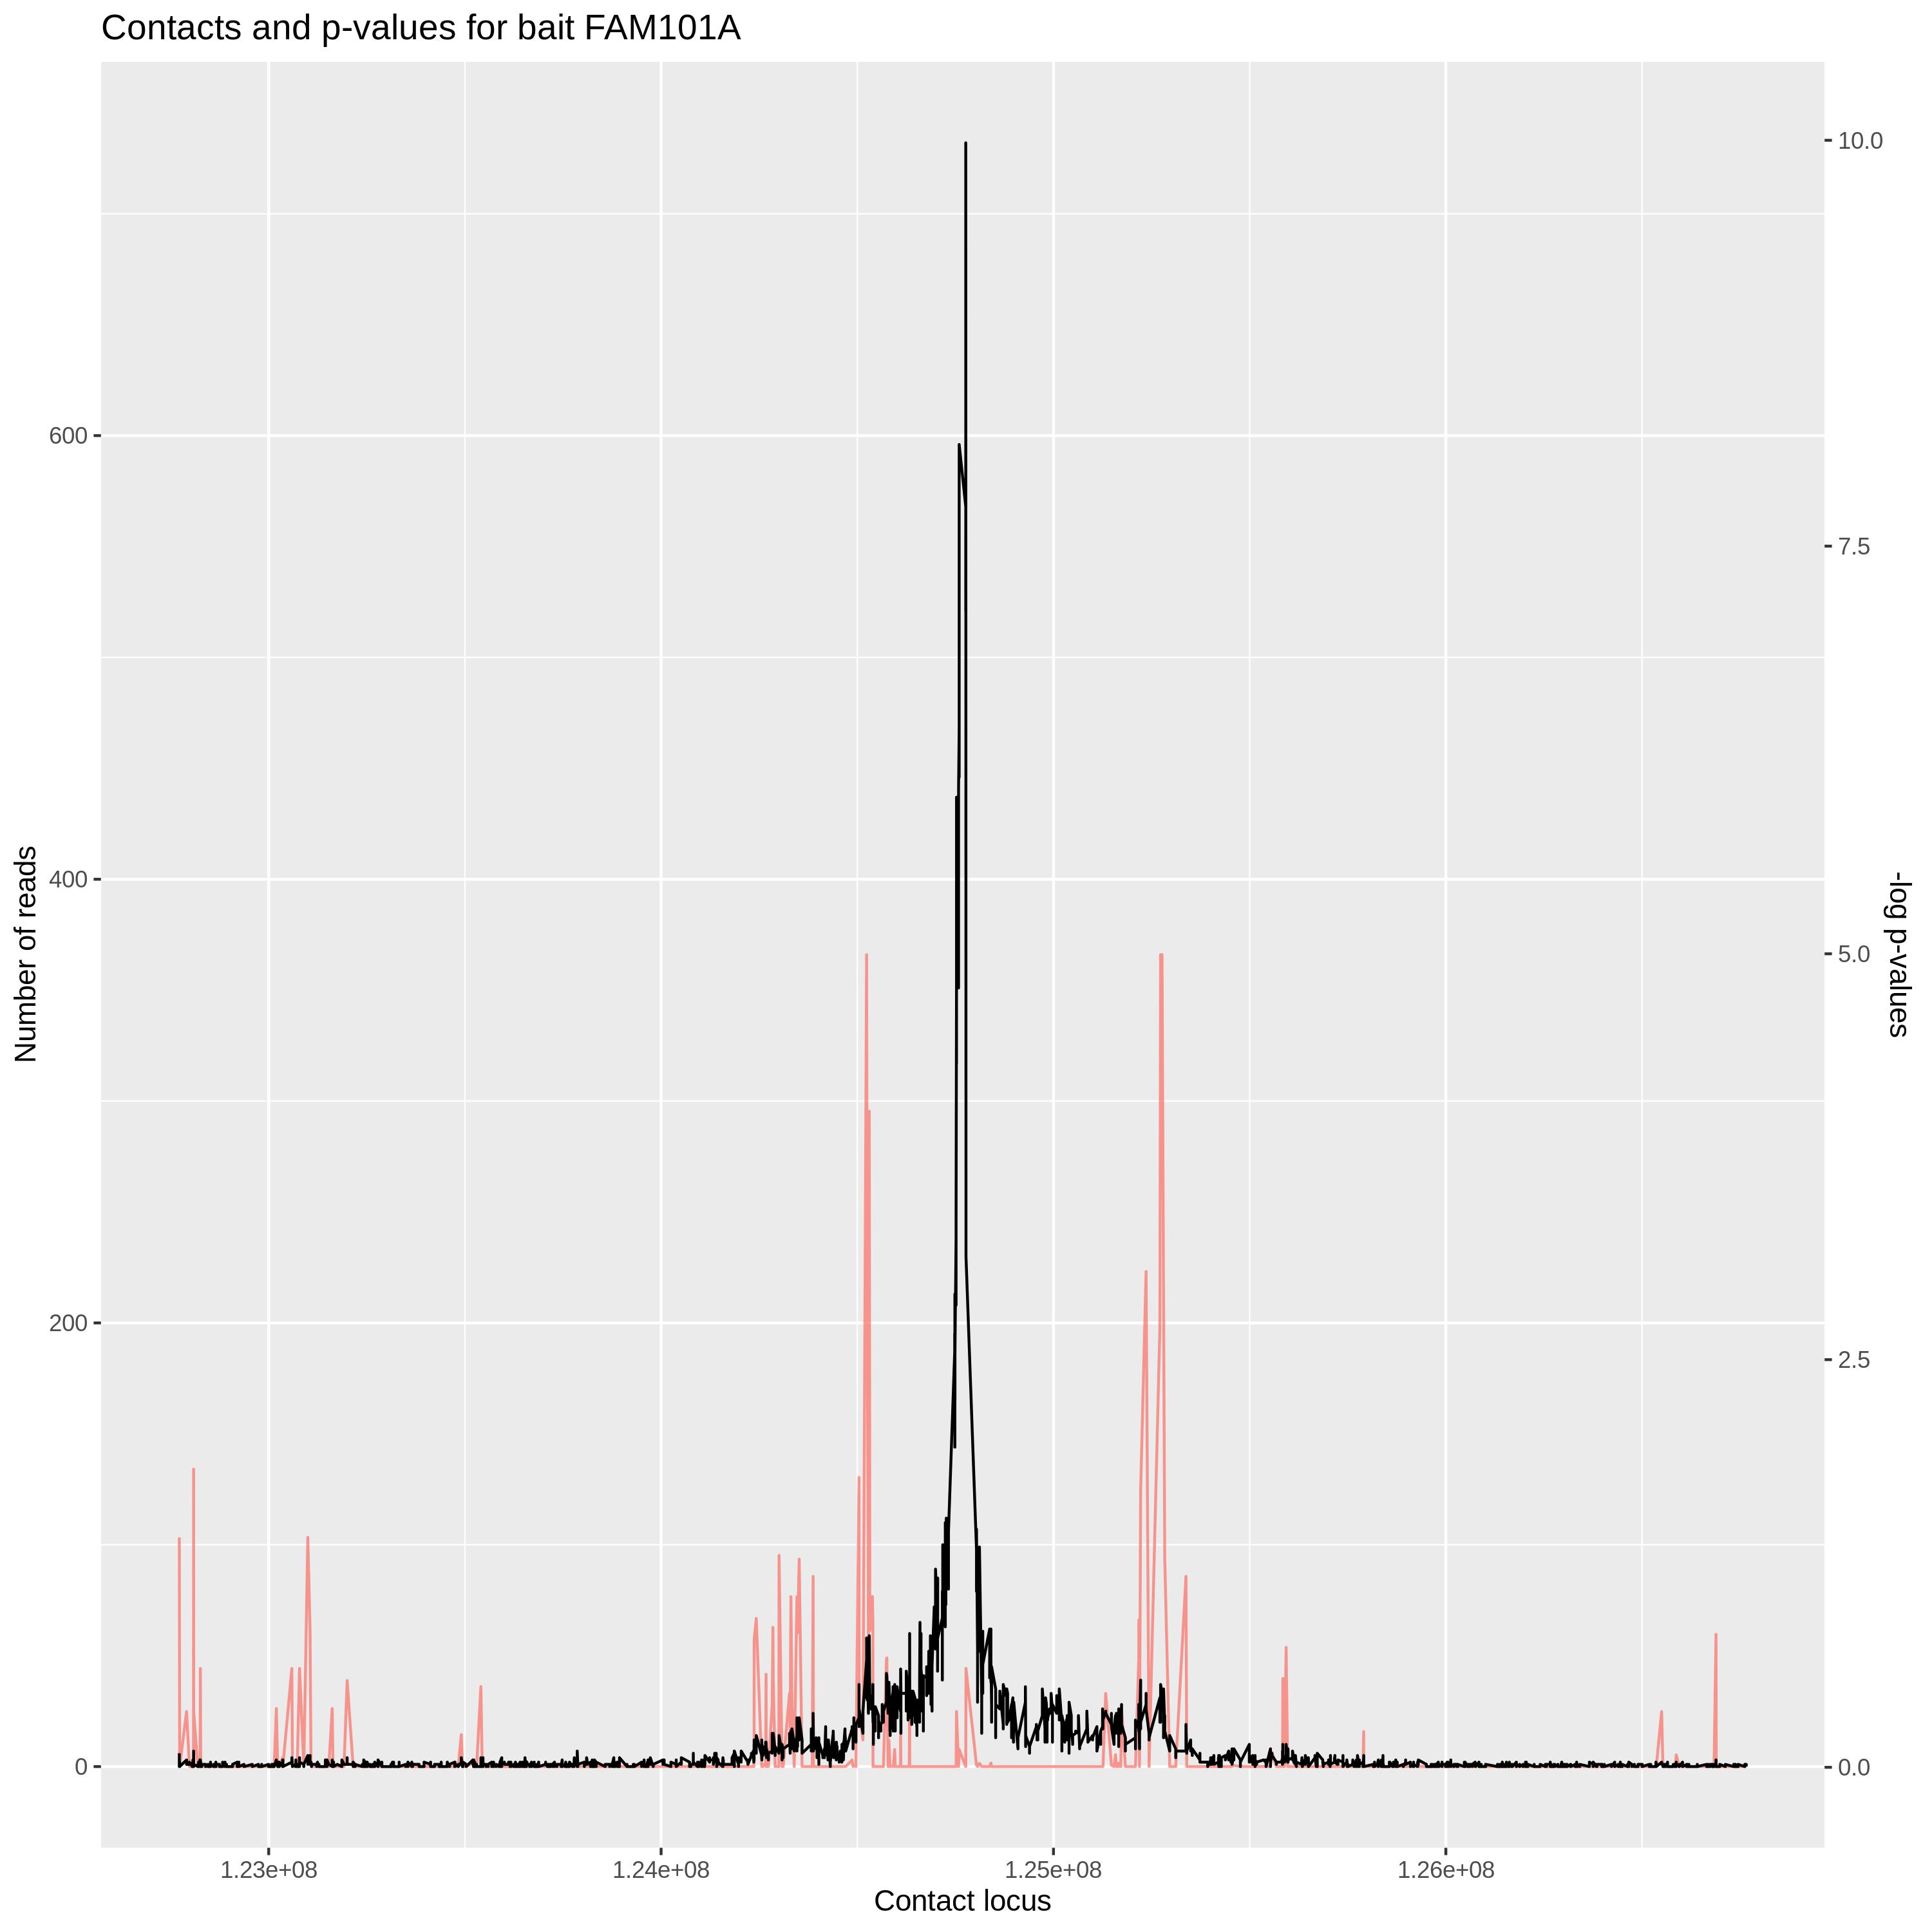 Contacts and p-values for bait FAM101A
Number of reads
600
400
200
0
10.0
7.5
5.0
2.5
0.0
-log p-values
1.23e+08
1.24e+08
1.25e+08
1.26e+08
Contact locus